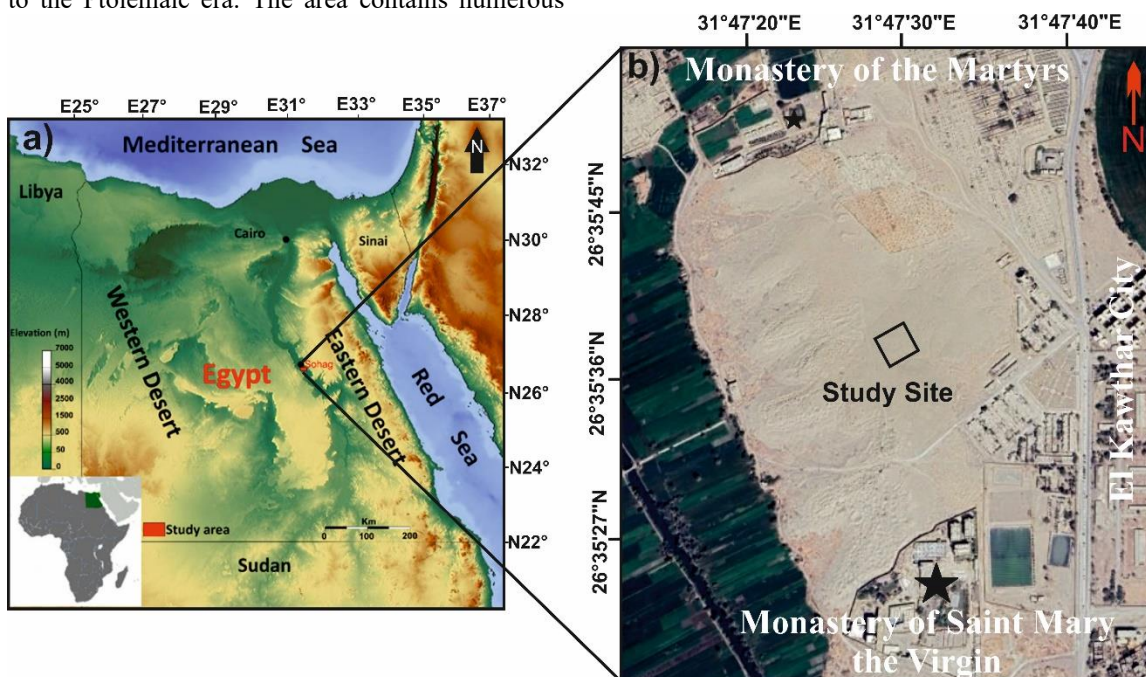 to the Ptolemaic era. The area contains numerous
a)
E25° E27° E29° E31° E33° E35° E37°
N32°
N30°
N28°
N26°
N24°
N22°
N
Mediterranean Sea
Libya
Cairo
Sinai
Western Desert
Eastern Desert
Egypt
Sohag
Red
Sea
Sudan
Elevation (m)
7000
5000
4000
2500
1500
500
50
0
Study area
Km
0 100 200
b)
31°47'20"E 31°47'30"E 31°47'40"E
26°35'45"N
26°35'36"N
26°35'27"N
Monastery of the Martyrs
N
Study Site
El Kawthar City
Monastery of Saint Mary
the Virgin